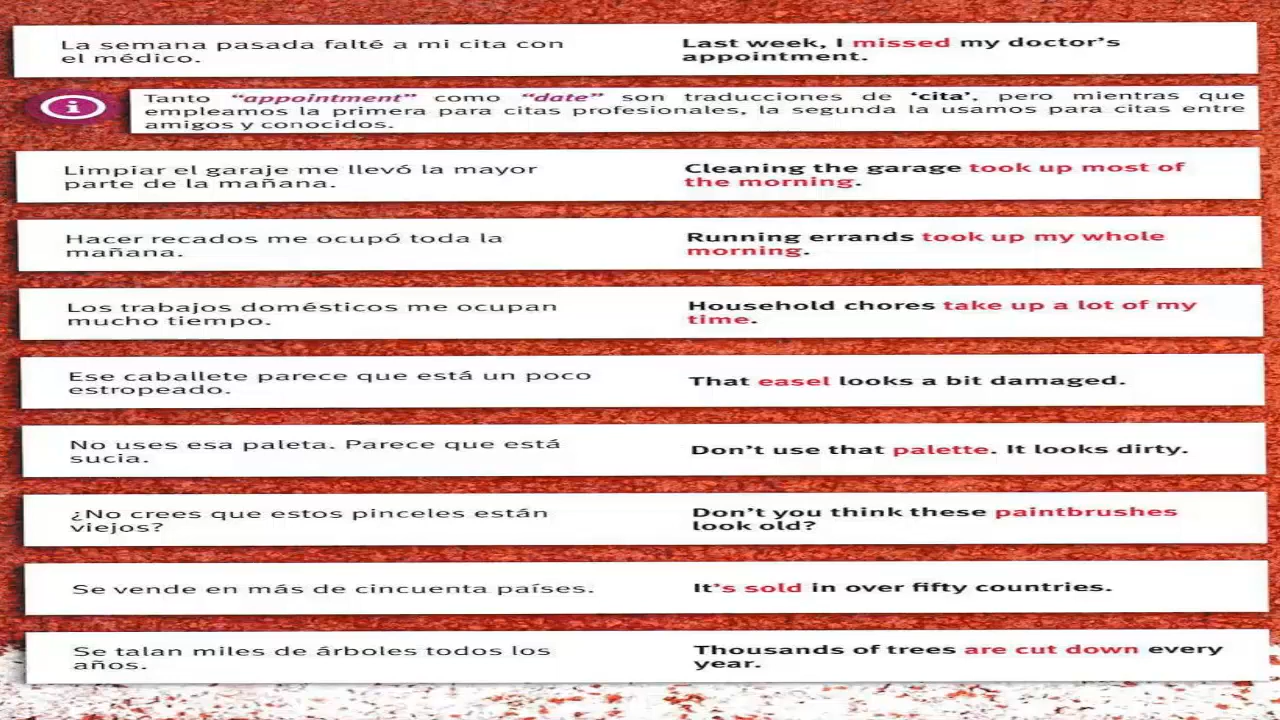 La semana pasada falté a mi cita con
el médico.
Last week, I missed my doctor's
appointment.
i
Tanto "appointment" como "date" son traducciones de 'cita', pero mientras que
empleamos la primera para citas profesionales, la segunda la usamos para citas entre
amigos y conocidos.
Limpiar el garaje me llevó la mayor
parte de la mañana.
Cleaning the garage took up most of
the morning.
Hacer recados me ocupó toda la
mañana.
Running errands took up my whole
morning.
Los trabajos domésticos me ocupan
mucho tiempo.
Household chores take up a lot of my
time.
Ese caballete parece que está un poco
estropeado.
That easel looks a bit damaged.
No uses esa paleta. Parece que está
sucia.
Don't use that palette. It looks dirty.
¿No crees que estos pinceles están
viejos?
Don't you think these paintbrushes
look old?
Se vende en más de cincuenta países.
It's sold in over fifty countries.
Se talan miles de árboles todos los
años.
Thousands of trees are cut down every
year.